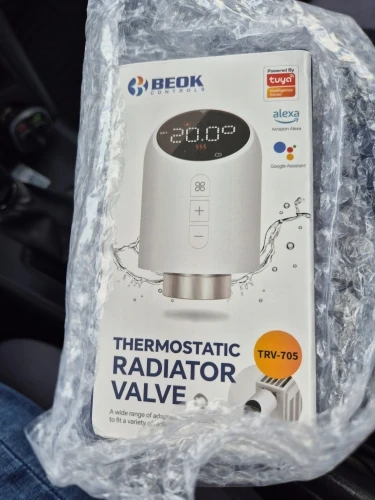 BEOK
CONTROLS
Powered By
tuya
alexa
Amazon Alexa
Google Assistant
20.0°
THERMOSTATIC
RADIATOR
VALVE
TRV-705
A wide range of
to fit a variety